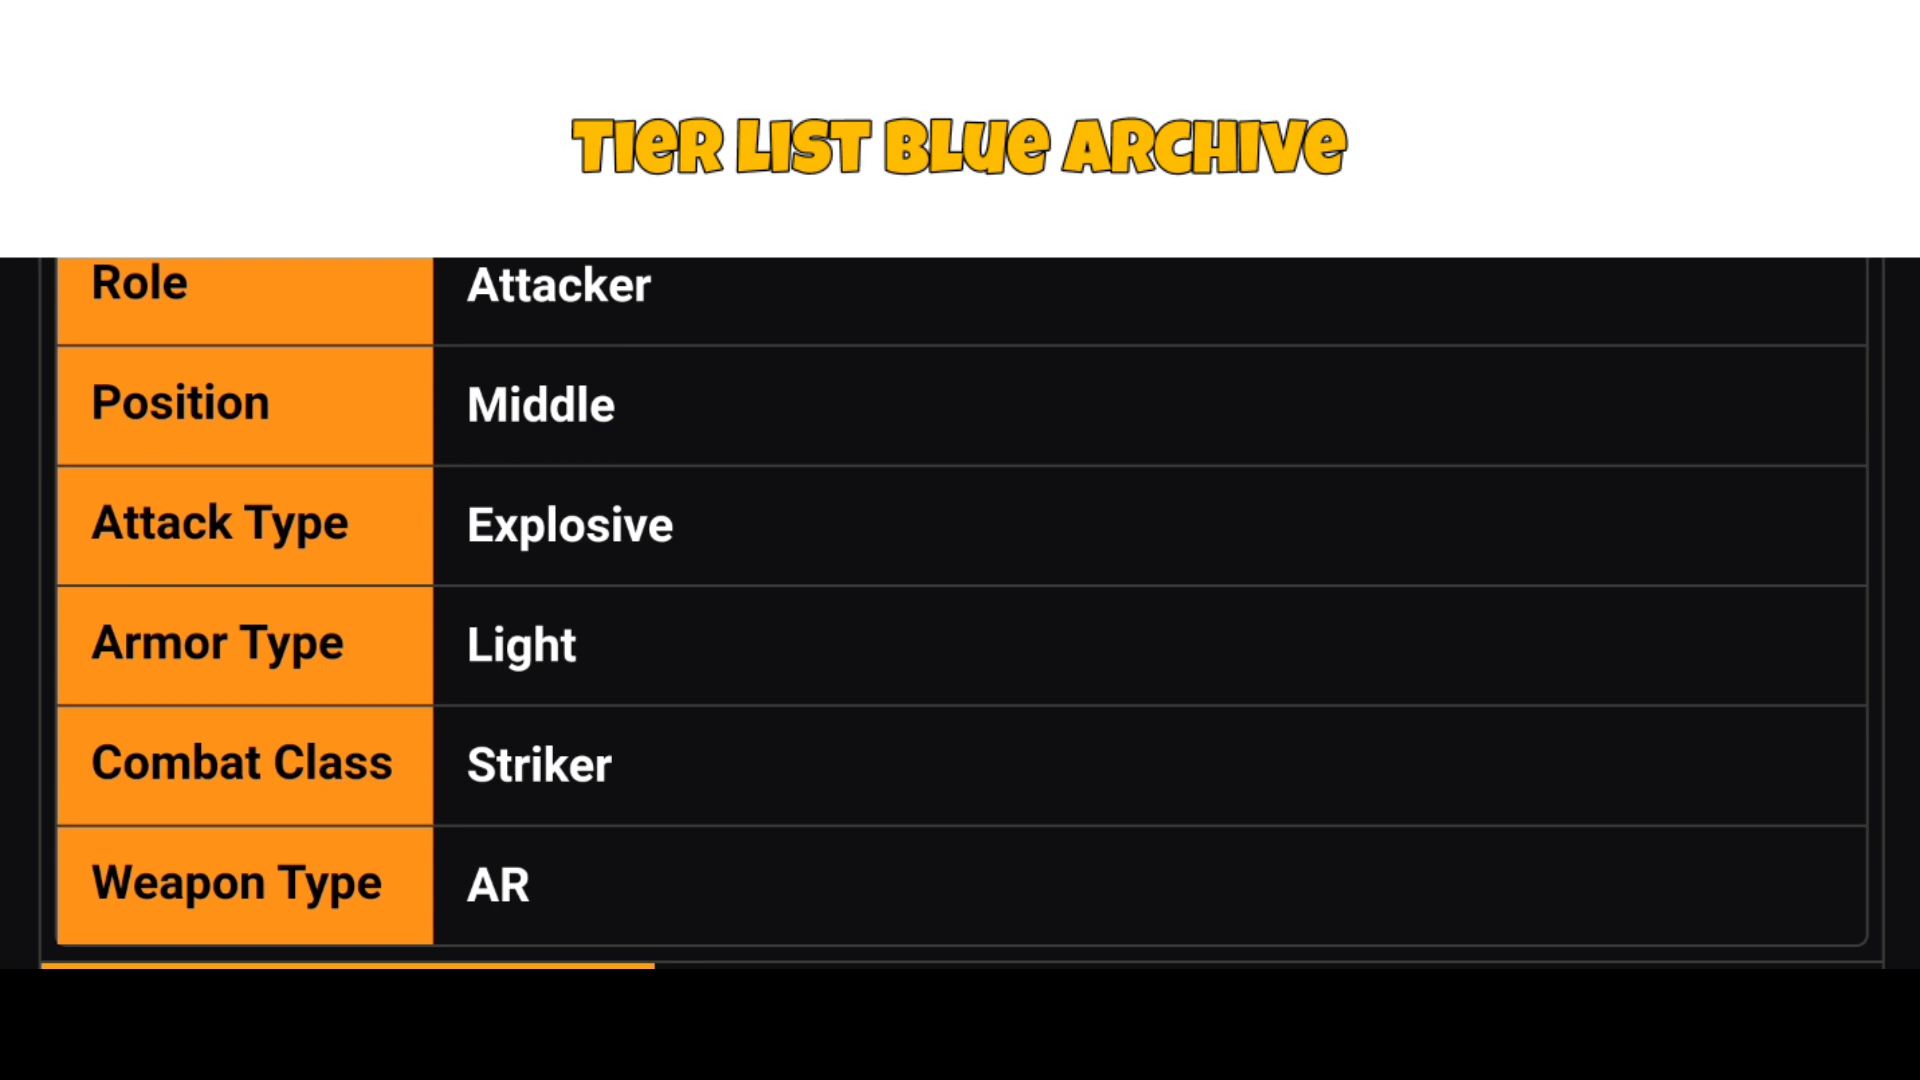 TIER LIST BLUE ARCHIVE
Role Attacker
Position Middle
Attack Type Explosive
Armor Type Light
Combat Class Striker
Weapon Type AR